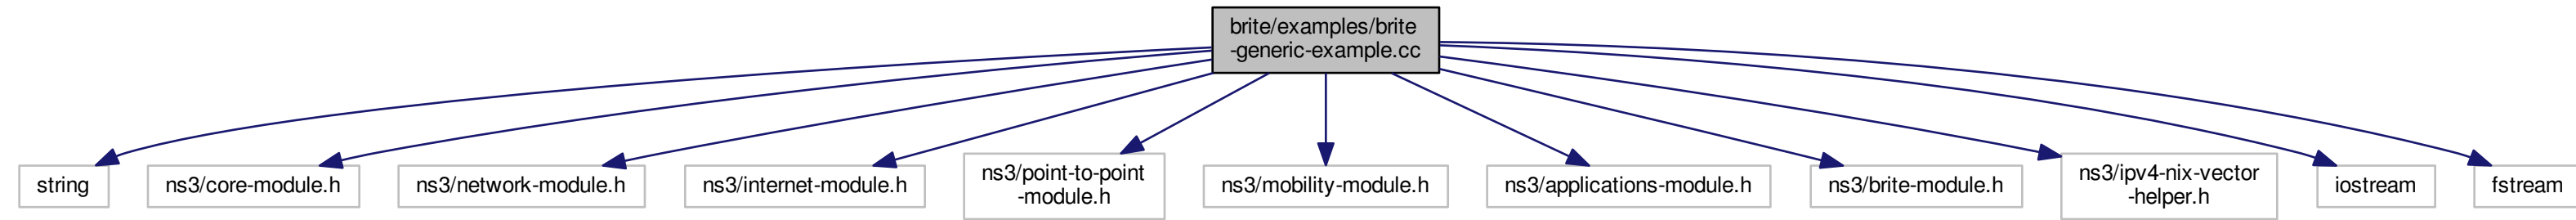 brite/examples/brite
-generic-example.cc
string
ns3/core-module.h
ns3/network-module.h
ns3/internet-module.h
ns3/point-to-point
-module.h
ns3/mobility-module.h
ns3/applications-module.h
ns3/brite-module.h
ns3/ipv4-nix-vector
-helper.h
iostream
fstream